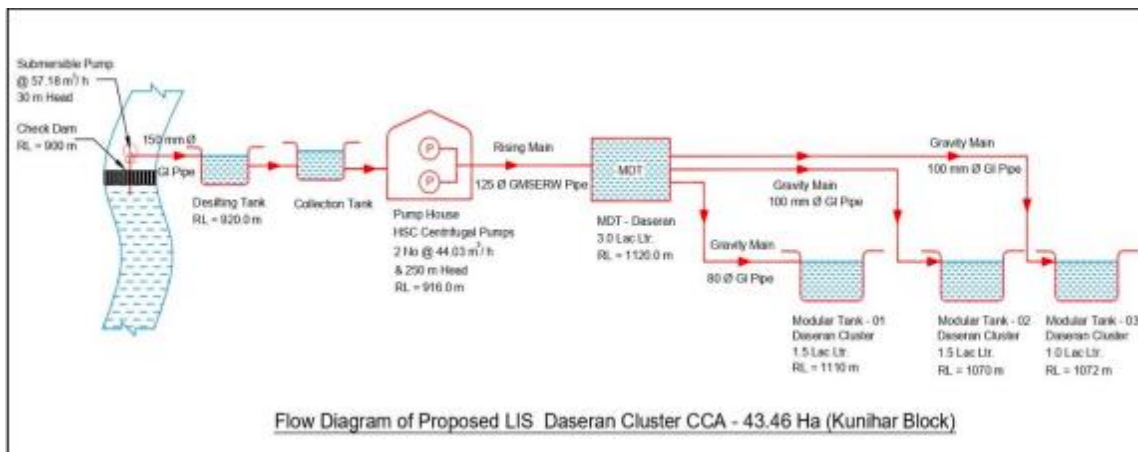 Submersible Pump
@ 57.18 m³/h
30 m Head
Check Dam
RL = 900 m
150 mm Ø
GI Pipe
Desilting Tank
RL = 920.0 m
Collection Tank
P
P
Pump House
HSC Centrifugal Pumps
2 No @ 44.03 m³/h
& 250 m Head
RL = 916.0 m
Rising Main
125 Ø GMSERW Pipe
MDT
MDT - Daseran
3.0 Lac Ltr.
RL = 1126.0 m
Gravity Main
80 Ø GI Pipe
Gravity Main
100 mm Ø GI Pipe
Gravity Main
100 mm Ø GI Pipe
Modular Tank - 01
Daseran Cluster
1.5 Lac Ltr.
RL = 1110 m
Modular Tank - 02
Daseran Cluster
1.5 Lac Ltr.
RL = 1070 m
Modular Tank - 03
Daseran Cluster
1.0 Lac Ltr.
RL = 1072 m
Flow Diagram of Proposed LIS Daseran Cluster CCA - 43.46 Ha (Kunihar Block)